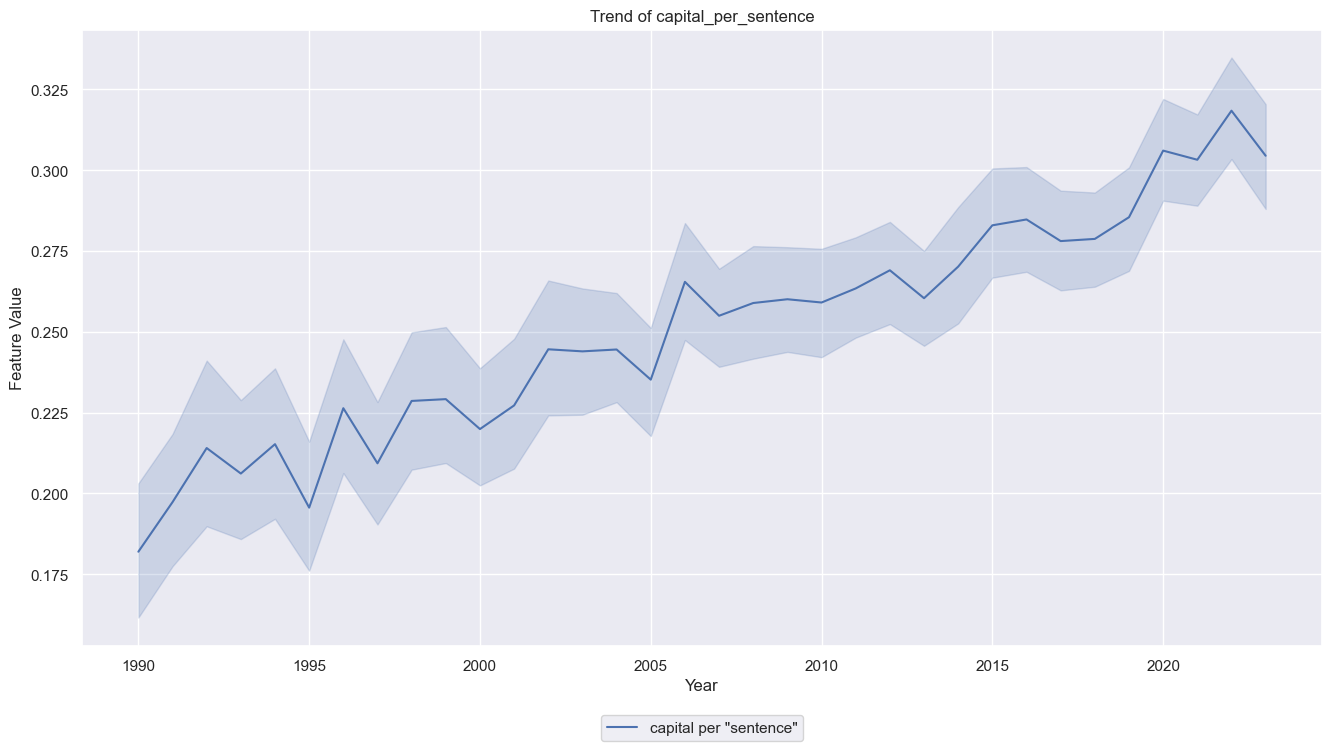 Trend of capital_per_sentence
Feature Value
0.325
0.300
0.275
0.250
0.225
0.200
0.175
1990 1995 2000 2005 2010 2015 2020
Year
capital per "sentence"